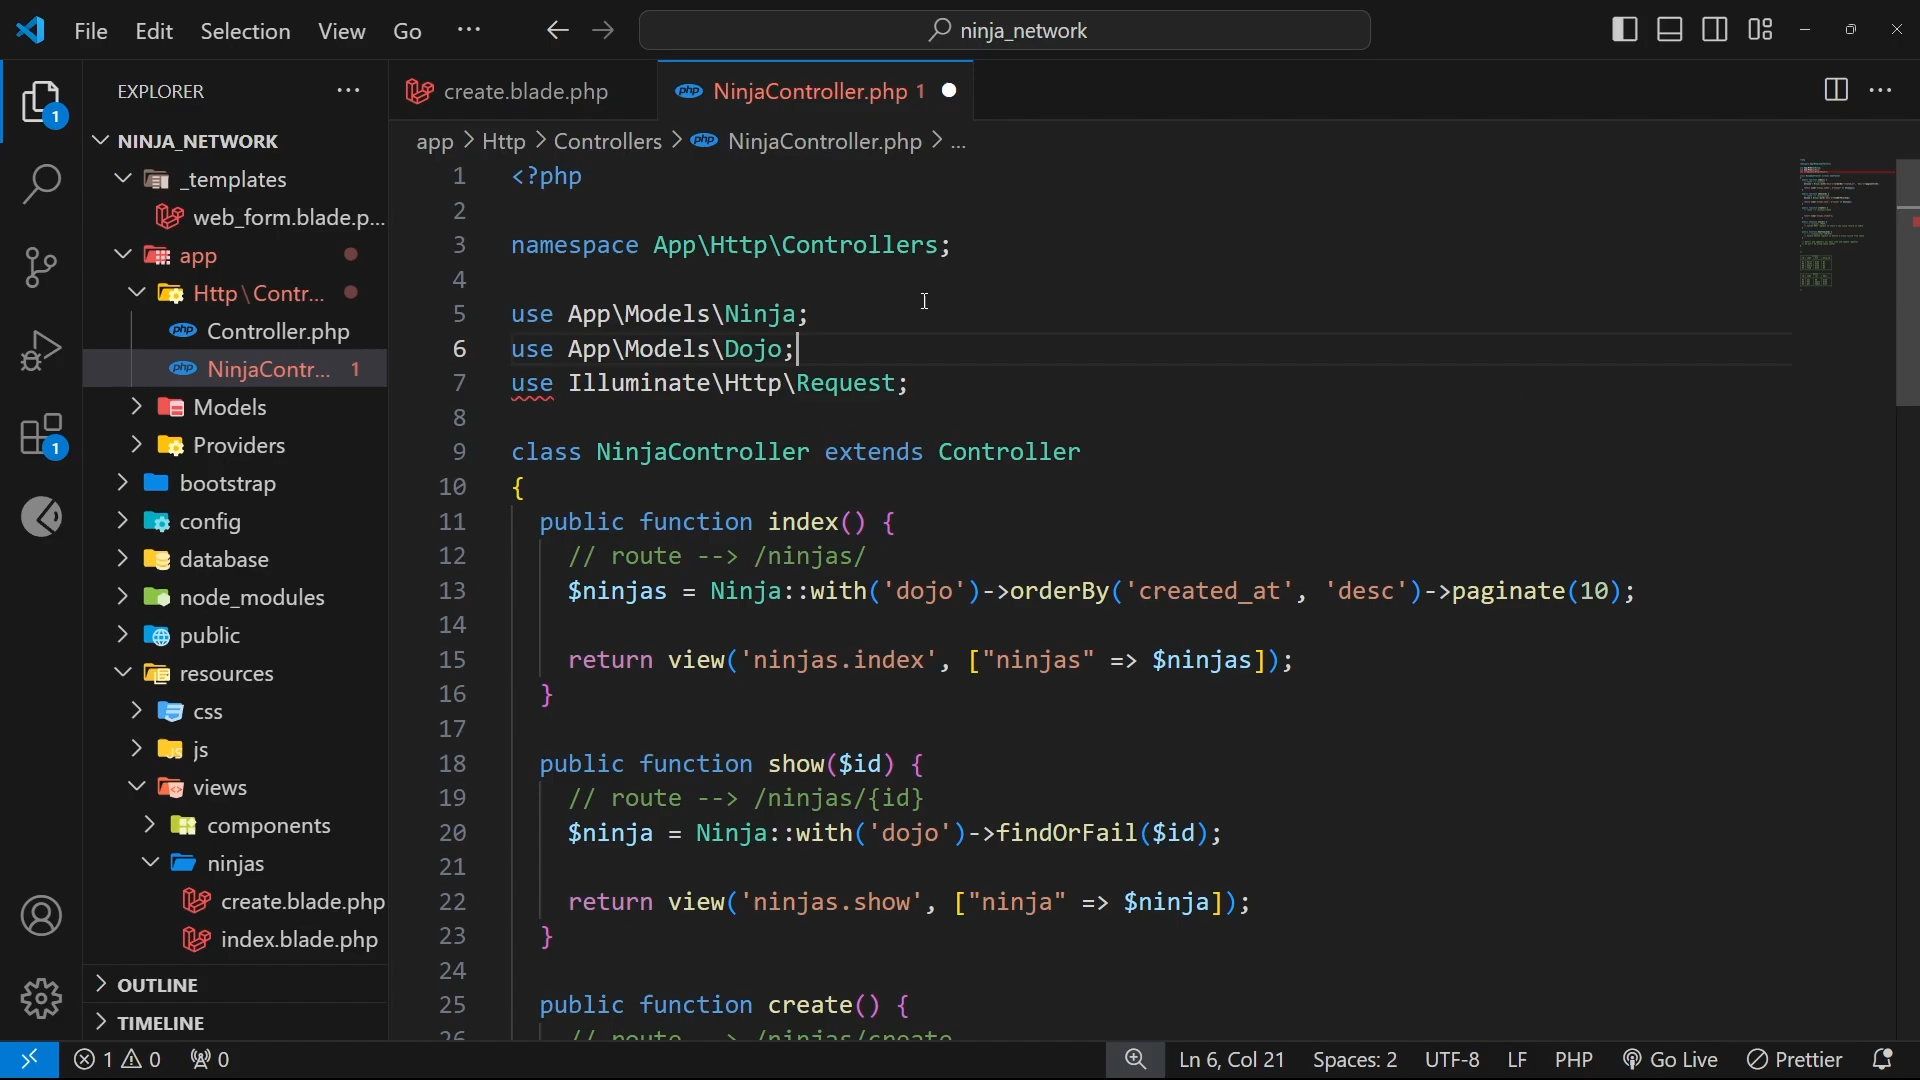 File Edit Selection View Go ... ninja_network
EXPLORER ...
create.blade.php
NinjaController.php 1
app > Http > Controllers > NinjaController.php > ...
1
NINJA_NETWORK
_templates
web_form.blade.p...
app
Http\Contr...
Controller.php
NinjaContr... 1
Models
Providers
bootstrap
config
database
node_modules
public
resources
css
js
views
components
ninjas
create.blade.php
index.blade.php
OUTLINE
TIMELINE
1
1 <?php
2
3 namespace App\Http\Controllers;
4
5 use App\Models\Ninja;
6 use App\Models\Dojo;
7 use Illuminate\Http\Request;
8
9 class NinjaController extends Controller
10 {
11 public function index() {
12 // route --> /ninjas/
13 $ninjas = Ninja::with('dojo')->orderBy('created_at', 'desc')->paginate(10);
14
15 return view('ninjas.index', ["ninjas" => $ninjas]);
16 }
17
18 public function show($id) {
19 // route --> /ninjas/{id}
20 $ninja = Ninja::with('dojo')->findOrFail($id);
21
22 return view('ninjas.show', ["ninja" => $ninja]);
23 }
24
25 public function create() {
26 // route --> /ninjas/create
1 0 0 Ln 6, Col 21 Spaces: 2 UTF-8 LF PHP Go Live Prettier